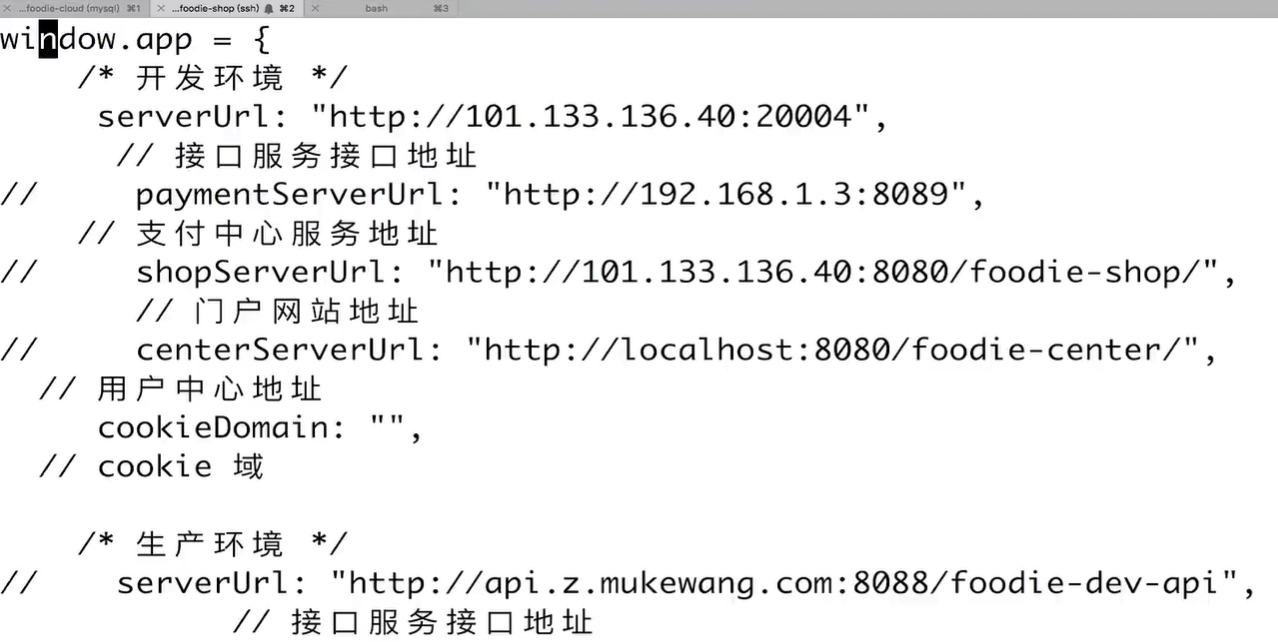 ...foodie-cloud (mysql) ⌘1 ...foodie-shop (ssh) ⌘2 bash ⌘3
window.app = {
/* 开发环境 */
serverUrl: "http://101.133.136.40:20004",
// 接口服务接口地址
// paymentServerUrl: "http://192.168.1.3:8089",
// 支付中心服务地址
// shopServerUrl: "http://101.133.136.40:8080/foodie-shop/",
// 门户网站地址
// centerServerUrl: "http://localhost:8080/foodie-center/",
// 用户中心地址
cookieDomain: "",
// cookie 域
/* 生产环境 */
// serverUrl: "http://api.z.mukewang.com:8088/foodie-dev-api",
// 接口服务接口地址